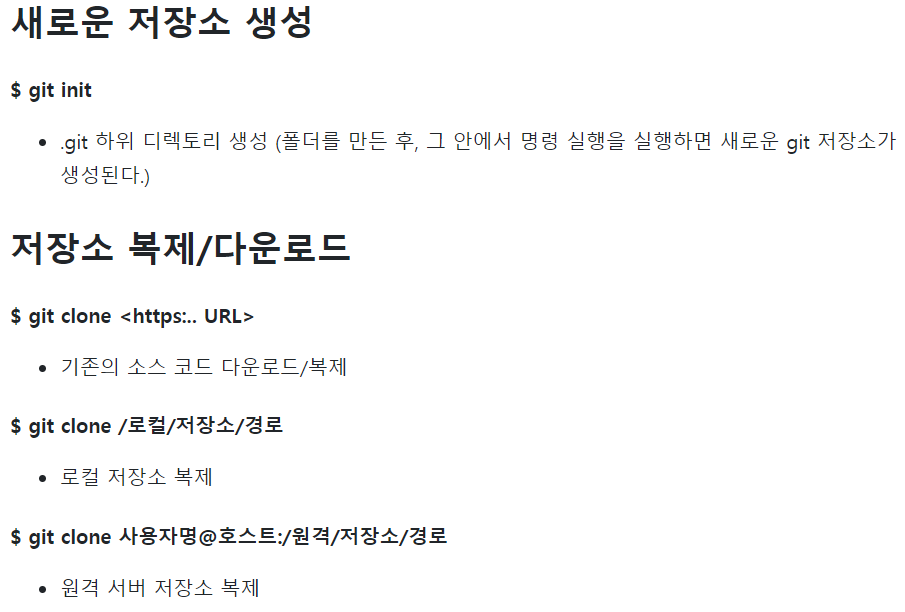 새로운 저장소 생성
$ git init
• .git 하위 디렉토리 생성 (폴더를 만든 후, 그 안에서 명령 실행을 실행하면 새로운 git 저장소가
생성된다.)
저장소 복제/다운로드
$ git clone <https:.. URL>
• 기존의 소스 코드 다운로드/복제
$ git clone /로컬/저장소/경로
• 로컬 저장소 복제
$ git clone 사용자명@호스트:/원격/저장소/경로
• 원격 서버 저장소 복제